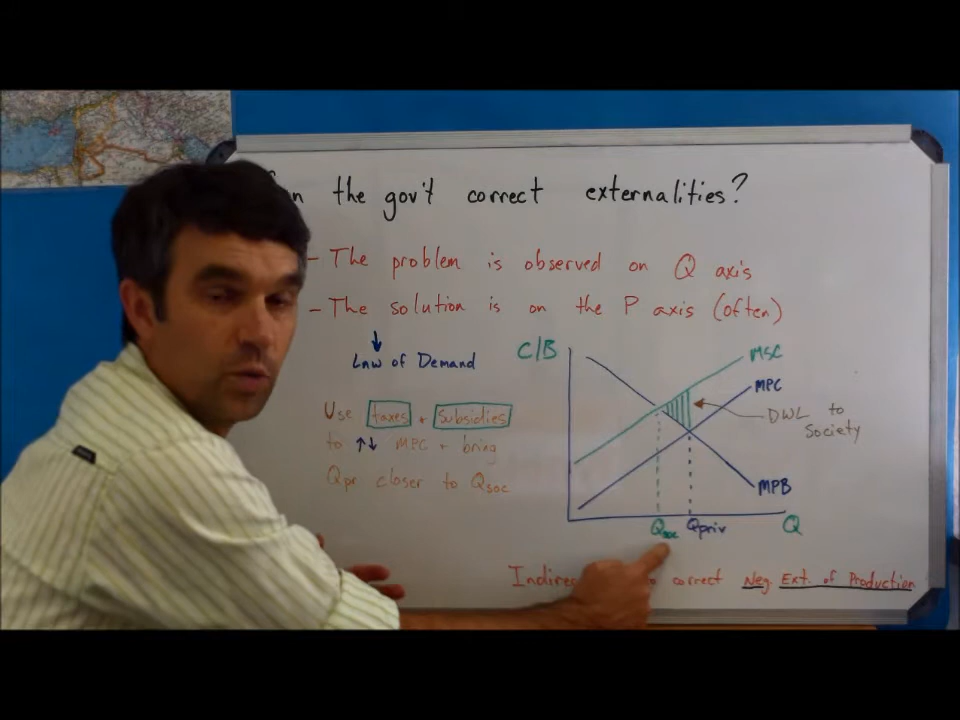 the gov't correct externalities?
- The problem is observed on Q axis
- The solution is on the P axis (often)
↓
Law of Demand
Use taxes + subsidies
to ↑↓ MPC + bring
Qpr closer to Qsoc
C/B
MSC
MPC
DWL to
Society
MPB
Qsoc Qpriv Q
correct Neg. Ext. of Production